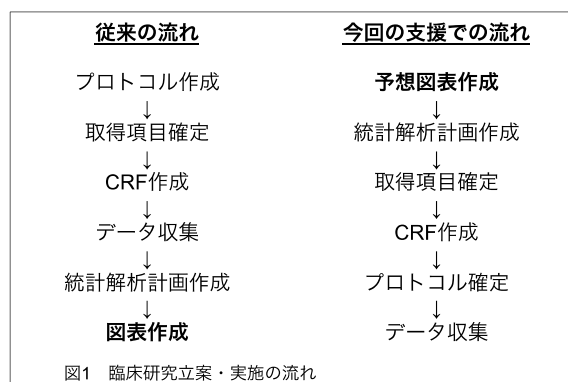 従来の流れ
プロトコル作成
↓
取得項目確定
↓
CRF作成
↓
データ収集
↓
統計解析計画作成
↓
図表作成
今回の支援での流れ
予想図表作成
↓
統計解析計画作成
↓
取得項目確定
↓
CRF作成
↓
プロトコル確定
↓
データ収集
図1　臨床研究立案・実施の流れ